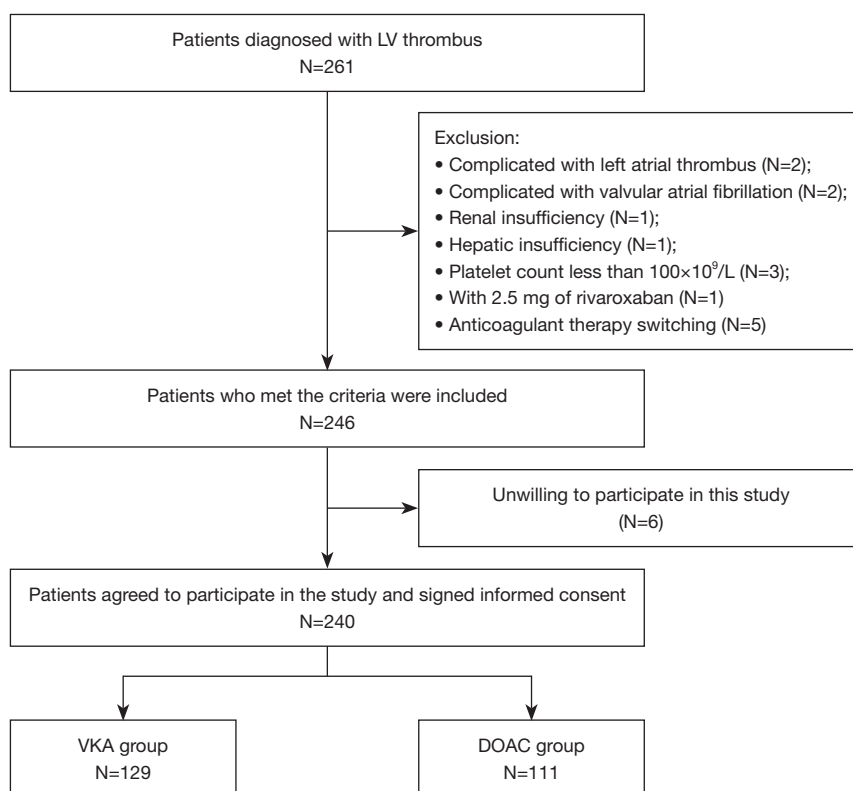 Patients diagnosed with LV thrombus
N=261
Exclusion:
• Complicated with left atrial thrombus (N=2);
• Complicated with valvular atrial fibrillation (N=2);
• Renal insufficiency (N=1);
• Hepatic insufficiency (N=1);
• Platelet count less than 100×10⁹/L (N=3);
• With 2.5 mg of rivaroxaban (N=1)
• Anticoagulant therapy switching (N=5)
Patients who met the criteria were included
N=246
Unwilling to participate in this study
(N=6)
Patients agreed to participate in the study and signed informed consent
N=240
VKA group
N=129
DOAC group
N=111